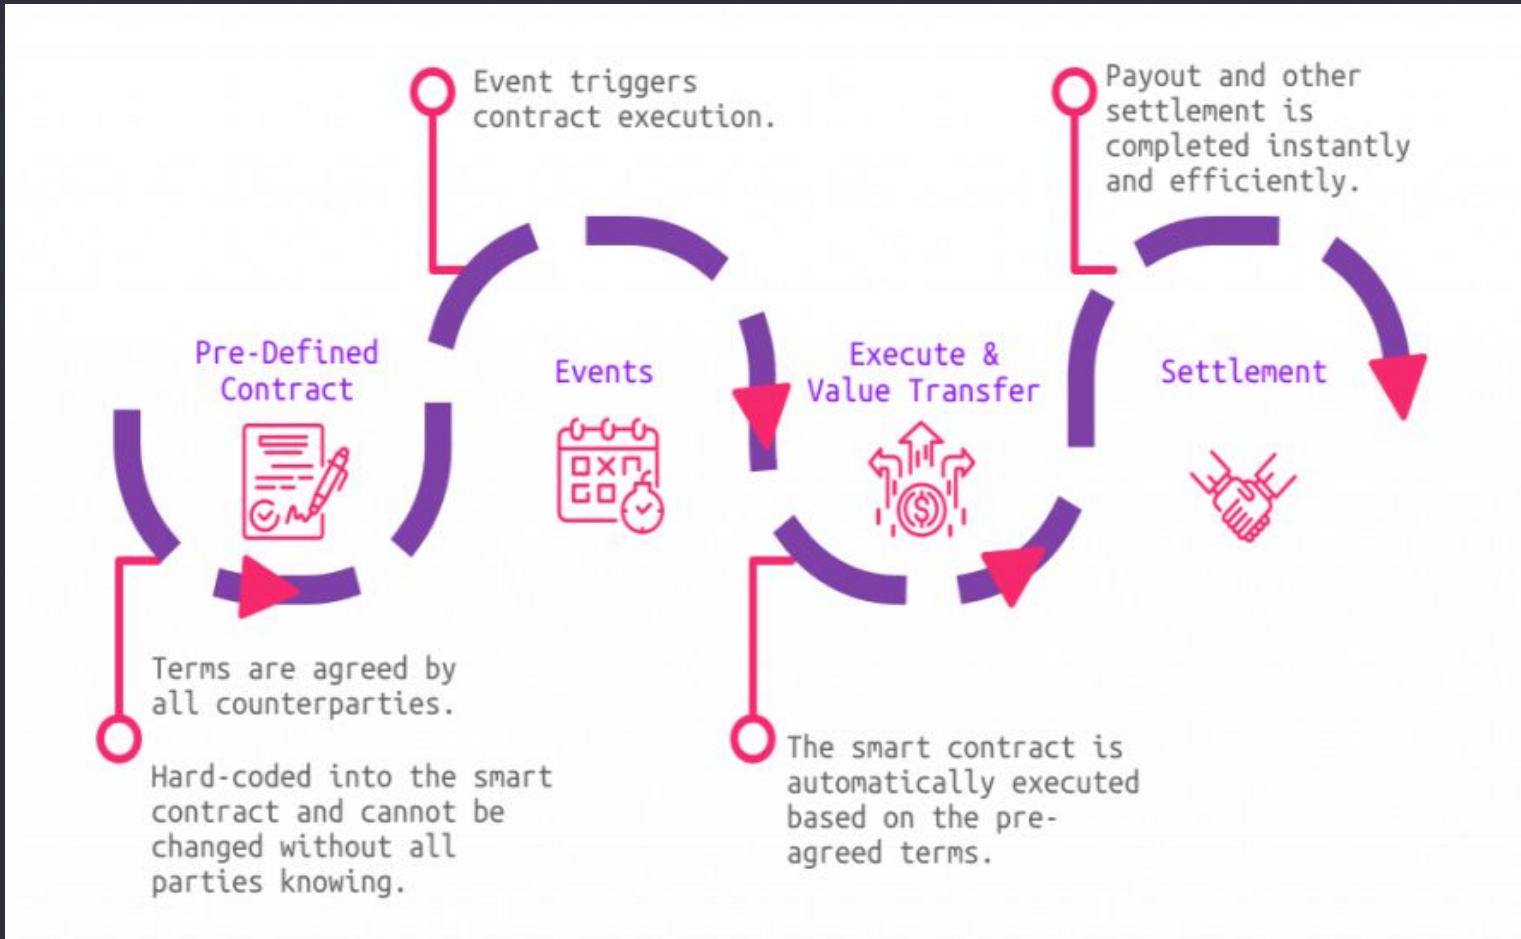 Event triggers
contract execution.
Payout and other
settlement is
completed instantly
and efficiently.
Pre-Defined
Contract
Events
Execute &
Value Transfer
Settlement
Terms are agreed by
all counterparties.
Hard-coded into the smart
contract and cannot be
changed without all
parties knowing.
The smart contract is
automatically executed
based on the pre-
agreed terms.